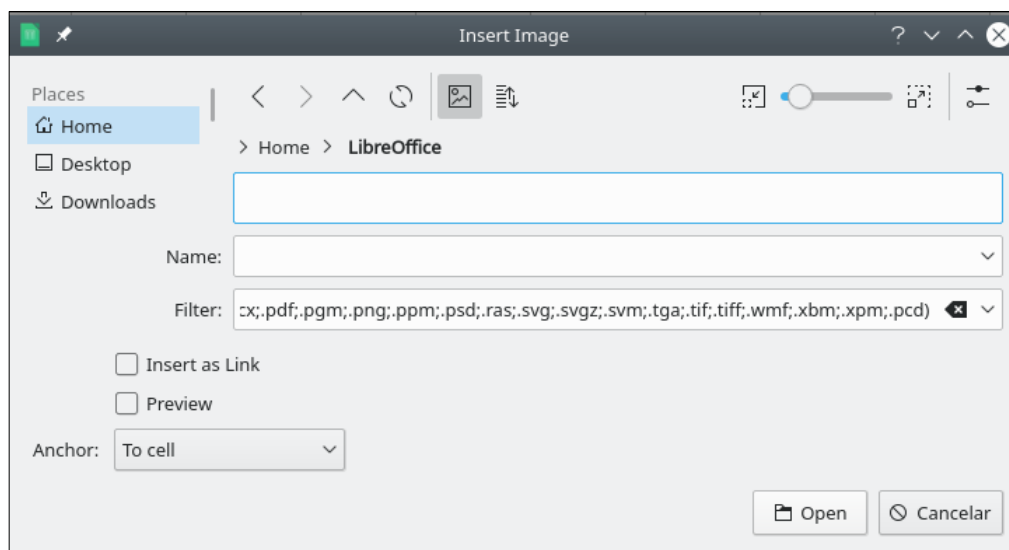 Insert Image
Places
Home
Desktop
Downloads
> Home > LibreOffice
Name:
Filter: cx;.pdf;.pgm;.png;.ppm;.psd;.ras;.svg;.svgz;.svm;.tga;.tif;.tiff;.wmf;.xbm;.xpm;.pcd)
Insert as Link
Preview
Anchor: To cell
Open Cancelar